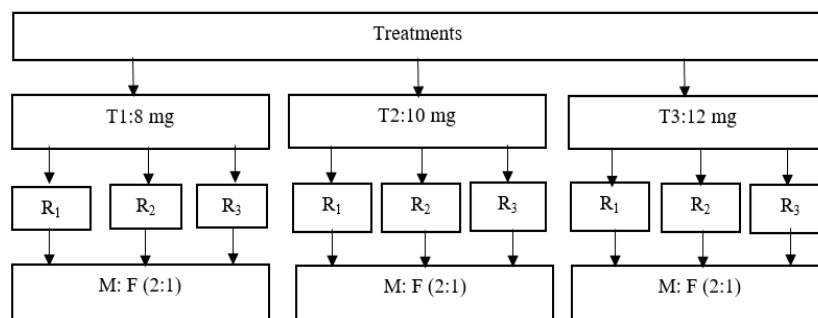 Treatments
T1:8 mg T2:10 mg T3:12 mg
R₁ R₂ R₃ R₁ R₂ R₃ R₁ R₂ R₃
M: F (2:1) M: F (2:1) M: F (2:1)